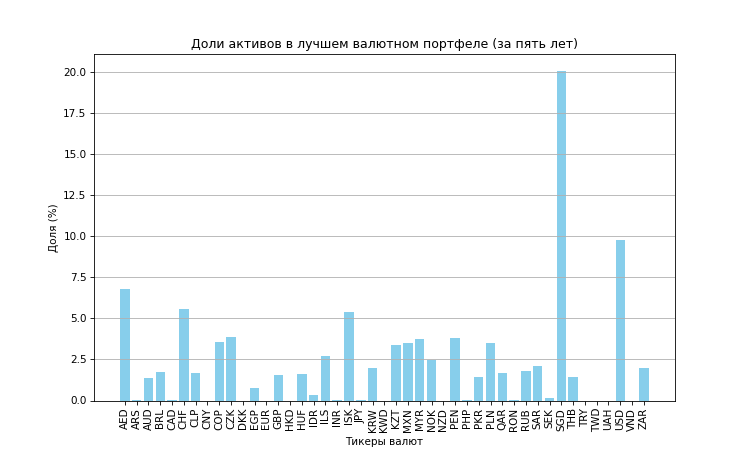 Доли активов в лучшем валютном портфеле (за пять лет)
20.0
17.5
15.0
12.5
10.0
7.5
5.0
2.5
0.0
Доля (%)
AED ARS AUD BRL CAD CHF CLP CNY COP CZK DKK EGP EUR GBP HKD HUF IDR ILS INR ISK JPY KRW KWD KZT MXN MYR NOK NZD PEN PHP PKR PLN QAR RON RUB SAR SEK SGD THB TRY TWD UAH USD VND ZAR
Тикеры валют